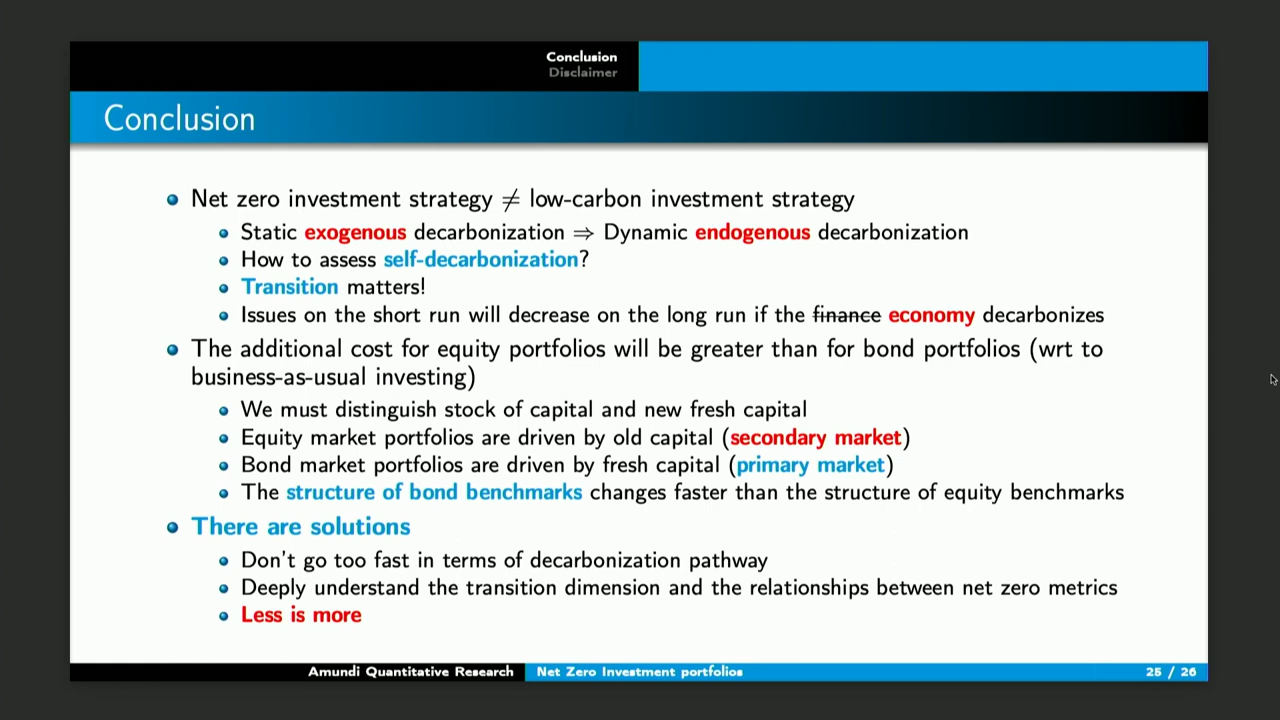 Conclusion
Disclaimer
Conclusion
Net zero investment strategy ≠ low-carbon investment strategy
Static exogenous decarbonization ⇒ Dynamic endogenous decarbonization
How to assess self-decarbonization?
Transition matters!
Issues on the short run will decrease on the long run if the finance economy decarbonizes
The additional cost for equity portfolios will be greater than for bond portfolios (wrt to
business-as-usual investing)
We must distinguish stock of capital and new fresh capital
Equity market portfolios are driven by old capital (secondary market)
Bond market portfolios are driven by fresh capital (primary market)
The structure of bond benchmarks changes faster than the structure of equity benchmarks
There are solutions
Don't go too fast in terms of decarbonization pathway
Deeply understand the transition dimension and the relationships between net zero metrics
Less is more
Amundi Quantitative Research Net Zero Investment portfolios 25 / 26